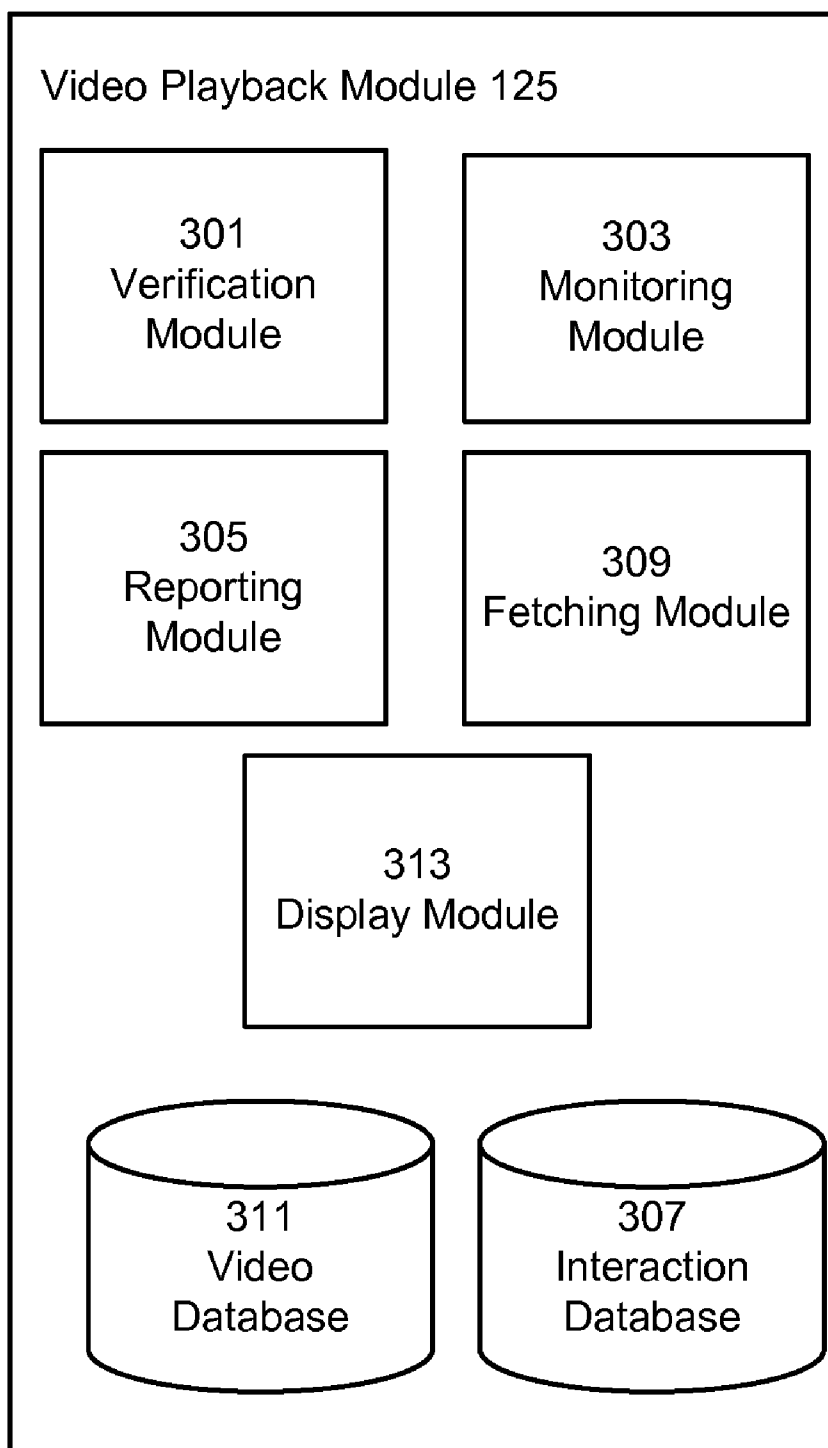 Video Playback Module 125
301
Verification
Module
303
Monitoring
Module
305
Reporting
Module
309
Fetching Module
313
Display Module
311
Video
Database
307
Interaction
Database